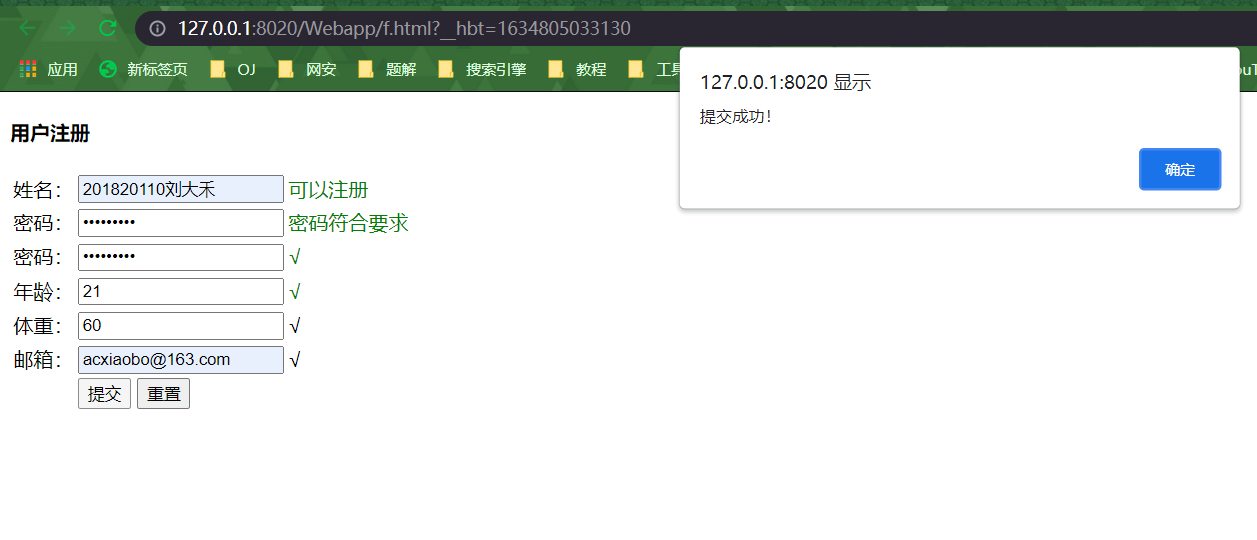 127.0.0.1:8020/Webapp/f.html?__hbt=1634805033130
应用 新标签页 OJ 网安 题解 搜索引擎 教程
127.0.0.1:8020 显示
提交成功！
确定
用户注册
姓名： 201820110刘大禾 可以注册
密码： ••••••••• 密码符合要求
密码： ••••••••• √
年龄： 21 √
体重： 60 √
邮箱： acxiaobo@163.com √
提交 重置